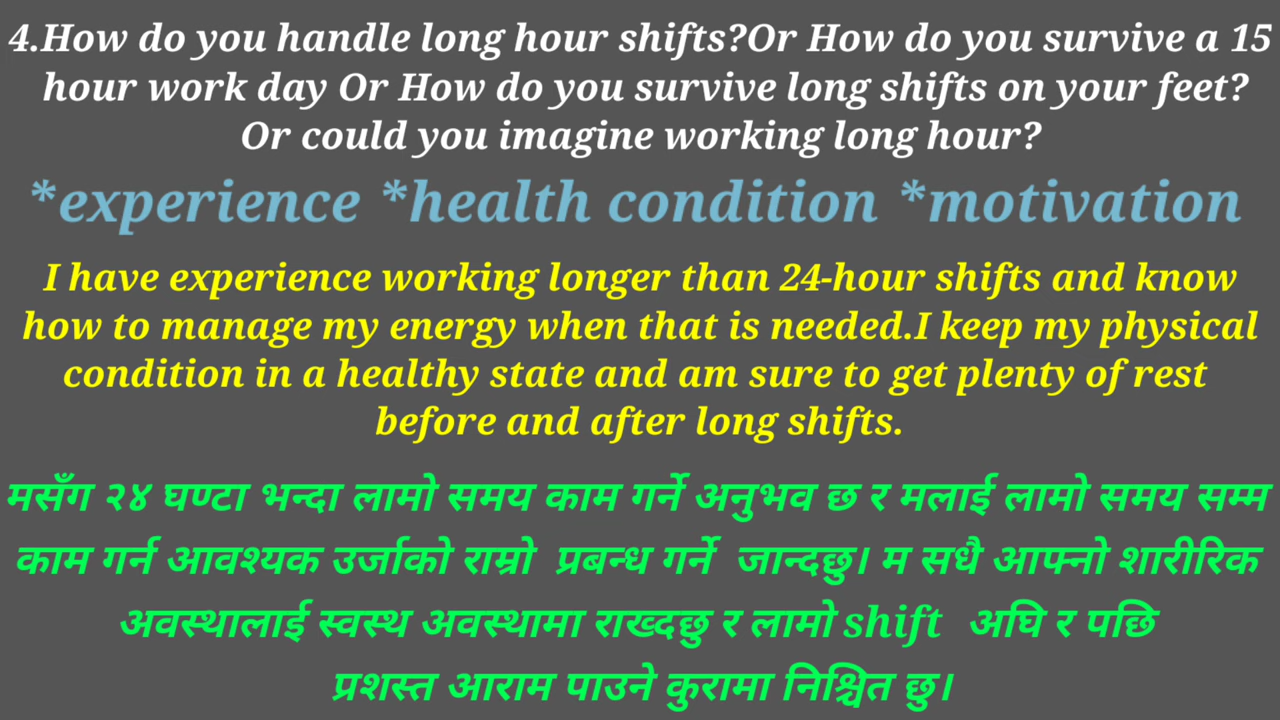 4.How do you handle long hour shifts?Or How do you survive a 15
hour work day Or How do you survive long shifts on your feet?
Or could you imagine working long hour?
*experience *health condition *motivation
I have experience working longer than 24-hour shifts and know
how to manage my energy when that is needed.I keep my physical
condition in a healthy state and am sure to get plenty of rest
before and after long shifts.
मसँग २४ घण्टा भन्दा लामो समय काम गर्ने अनुभव छ र मलाई लामो समय सम्म
काम गर्न आवश्यक उर्जाको राम्रो प्रबन्ध गर्ने जान्दछु। म सधै आफ्नो शारीरिक
अवस्थालाई स्वस्थ अवस्थामा राख्दछु र लामो shift अघि र पछि
प्रशस्त आराम पाउने कुरामा निश्चित छु।